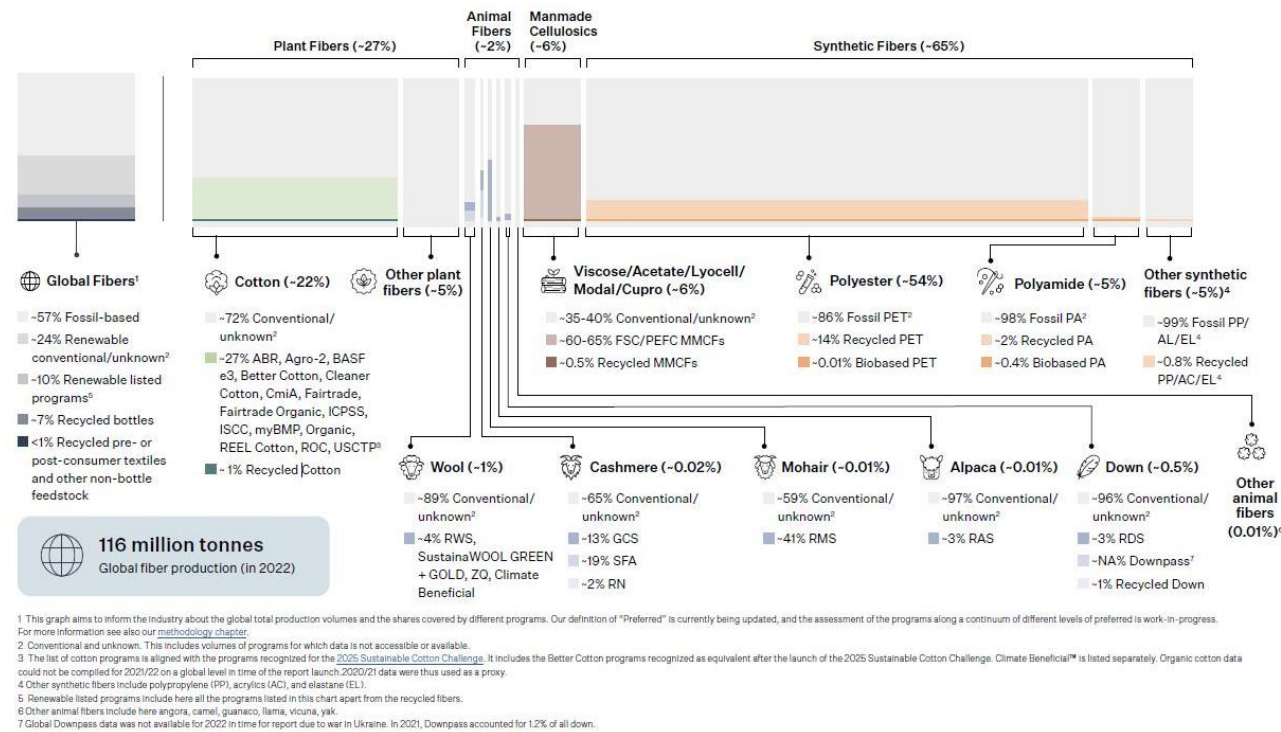 Plant Fibers (~27%)
Animal
Fibers
(~2%)
Manmade
Cellulosics
(~6%)
Synthetic Fibers (~65%)
Global Fibers¹
~57% Fossil-based
~24% Renewable
conventional/unknown²
~10% Renewable listed
programs⁵
~7% Recycled bottles
<1% Recycled pre- or
post-consumer textiles
and other non-bottle
feedstock
Cotton (~22%)
~72% Conventional/
unknown²
~27% ABR, Agro-2, BASF
e3, Better Cotton, Cleaner
Cotton, CmiA, Fairtrade,
Fairtrade Organic, ICPSS,
ISCC, myBMP, Organic,
REEL Cotton, ROC, USCTP³
~ 1% Recycled Cotton
Other plant
fibers (~5%)
Viscose/Acetate/Lyocell/
Modal/Cupro (~6%)
~35-40% Conventional/unknown²
~60-65% FSC/PEFC MMCFs
~0.5% Recycled MMCFs
Polyester (~54%)
~86% Fossil PET²
~14% Recycled PET
~0.01% Biobased PET
Polyamide (~5%)
~98% Fossil PA²
~2% Recycled PA
~0.4% Biobased PA
Other synthetic
fibers (~5%)⁴
~99% Fossil PP/
AL/EL⁴
~0.8% Recycled
PP/AC/EL⁴
Wool (~1%)
~89% Conventional/
unknown²
~4% RWS,
SustainaWOOL GREEN
+ GOLD, ZQ, Climate
Beneficial
Cashmere (~0.02%)
~65% Conventional/
unknown²
~13% GCS
~19% SFA
~2% RN
Mohair (~0.01%)
~59% Conventional/
unknown²
~41% RMS
Alpaca (~0.01%)
~97% Conventional/
unknown²
~3% RAS
Down (~0.5%)
~96% Conventional/
unknown²
~3% RDS
~NA% Downpass⁷
~1% Recycled Down
Other
animal
fibers
(0.01%)⁶
116 million tonnes
Global fiber production (in 2022)
1 This graph aims to inform the industry about the global total production volumes and the shares covered by different programs. Our definition of "Preferred" is currently being updated, and the assessment of the programs along a continuum of different levels of preferred is work-in-progress.
For more information see also our methodology chapter.
2. Conventional and unknown. This includes volumes of programs for which data is not accessible or available.
3 The list of cotton programs is aligned with the programs recognized for the 2025 Sustainable Cotton Challenge. It includes the Better Cotton programs recognized as equivalent after the launch of the 2025 Sustainable Cotton Challenge. Climate Beneficial™ is listed separately. Organic cotton data
could not be compiled for 2021/22 on a global level in time of the report launch.2020/21 data were thus used as a proxy.
4 Other synthetic fibers include polypropylene (PP), acrylics (AC), and elastane (EL).
5 Renewable listed programs include here all the programs listed in this chart apart from the recycled fibers.
6 Other animal fibers include here angora, camel, guanaco, llama, vicuna, yak.
7 Global Downpass data was not available for 2022 in time for report due to war in Ukraine. In 2021, Downpass accounted for 1.2% of all down.